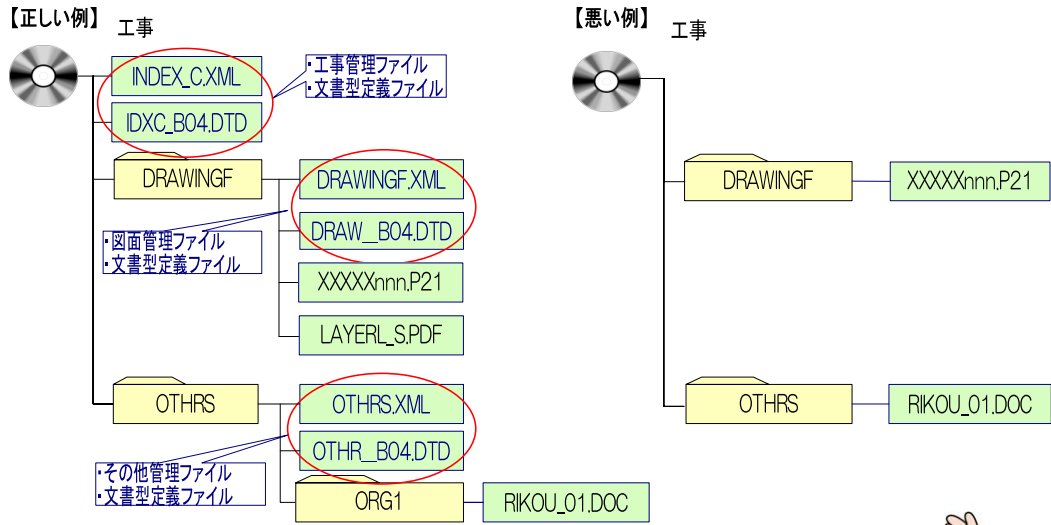 【正しい例】
工事
INDEX_C.XML
IDXC_B04.DTD
・工事管理ファイル
・文書型定義ファイル
DRAWINGF
DRAWINGF.XML
DRAW__B04.DTD
・図面管理ファイル
・文書型定義ファイル
XXXXXnnn.P21
LAYERL_S.PDF
OTHRS
OTHRS.XML
OTHR__B04.DTD
・その他管理ファイル
・文書型定義ファイル
ORG1
RIKOU_01.DOC
【悪い例】
工事
DRAWINGF
XXXXXnnn.P21
OTHRS
RIKOU_01.DOC